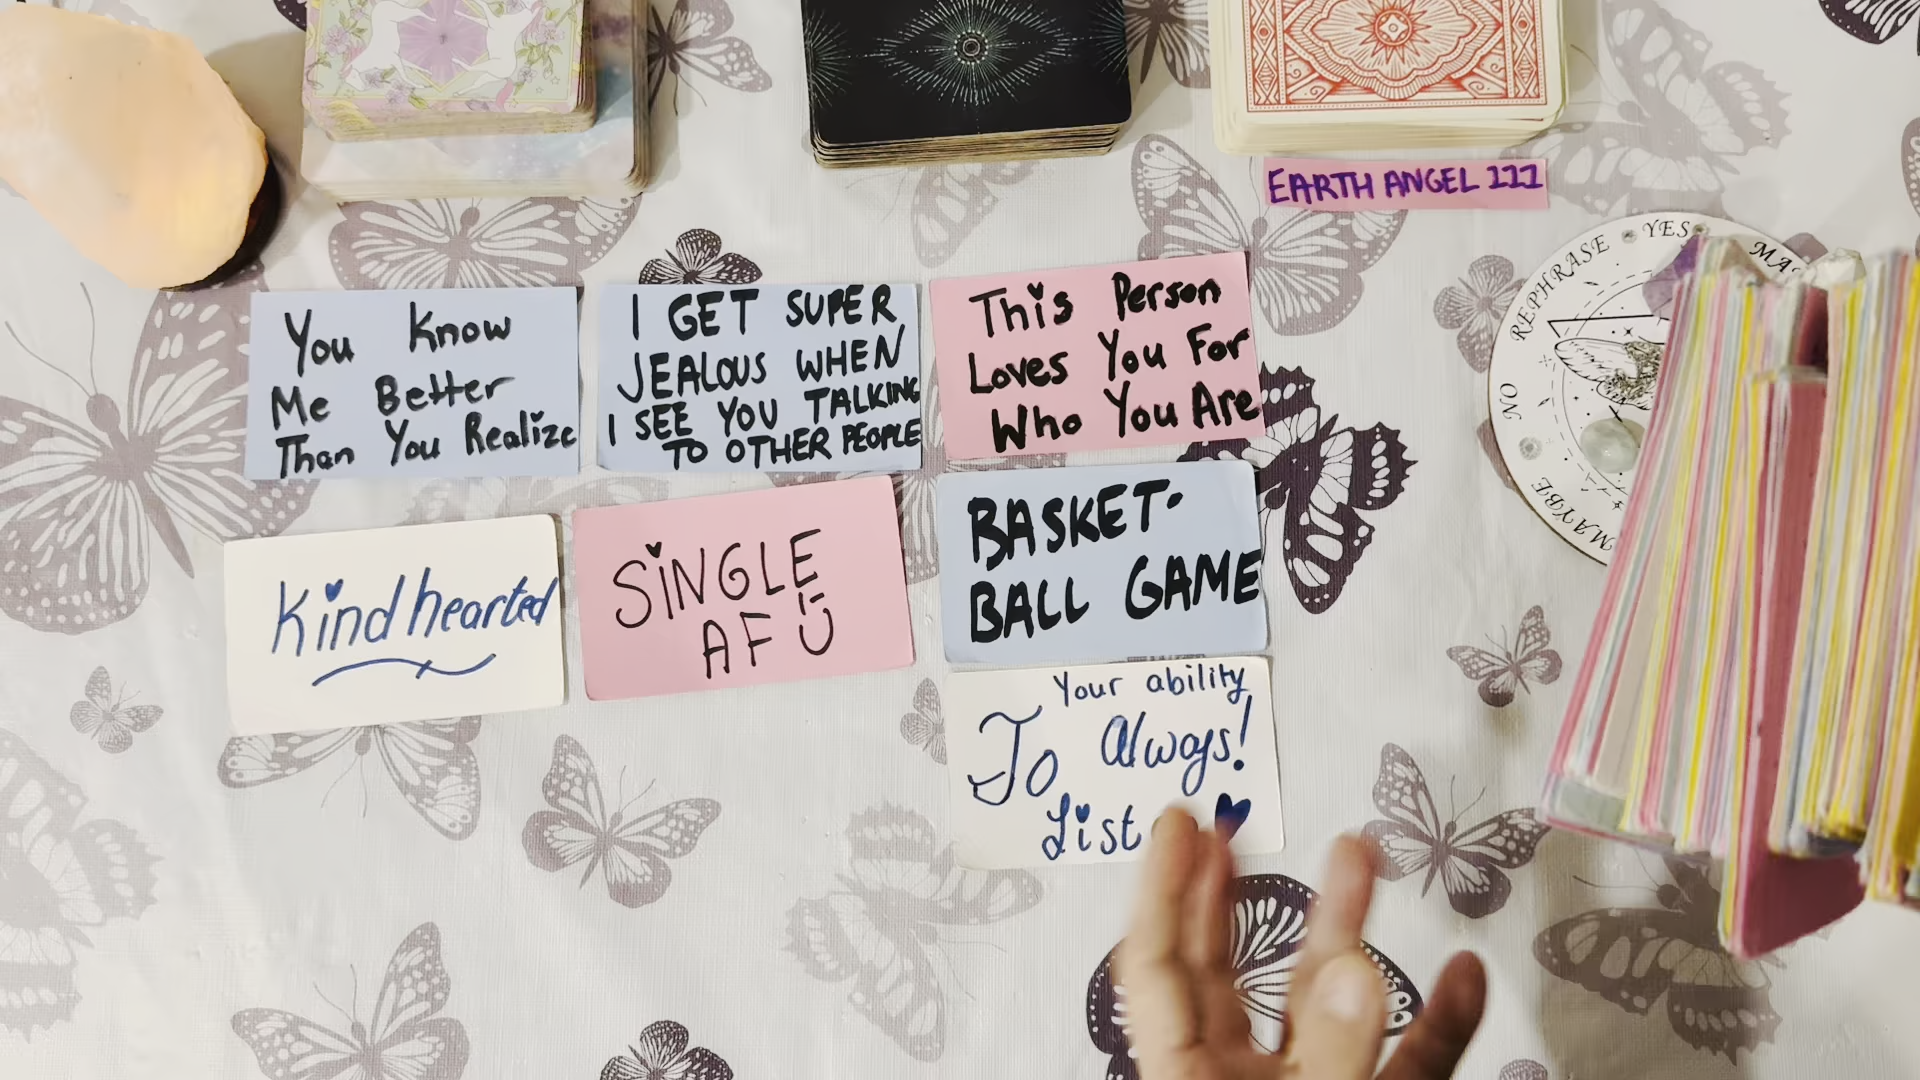 EARTH ANGEL 111
REPHRASE
YES
NO
MAYBE
You Know
Me Better
Than You Realize
I GET SUPER
JEALOUS WHEN
I SEE YOU TALKING
TO OTHER PEOPLE
This Person
Loves You For
Who You Are
Kindhearted
SiNGLE
AF
BASKET-
BALL GAME
Your ability
To Always!